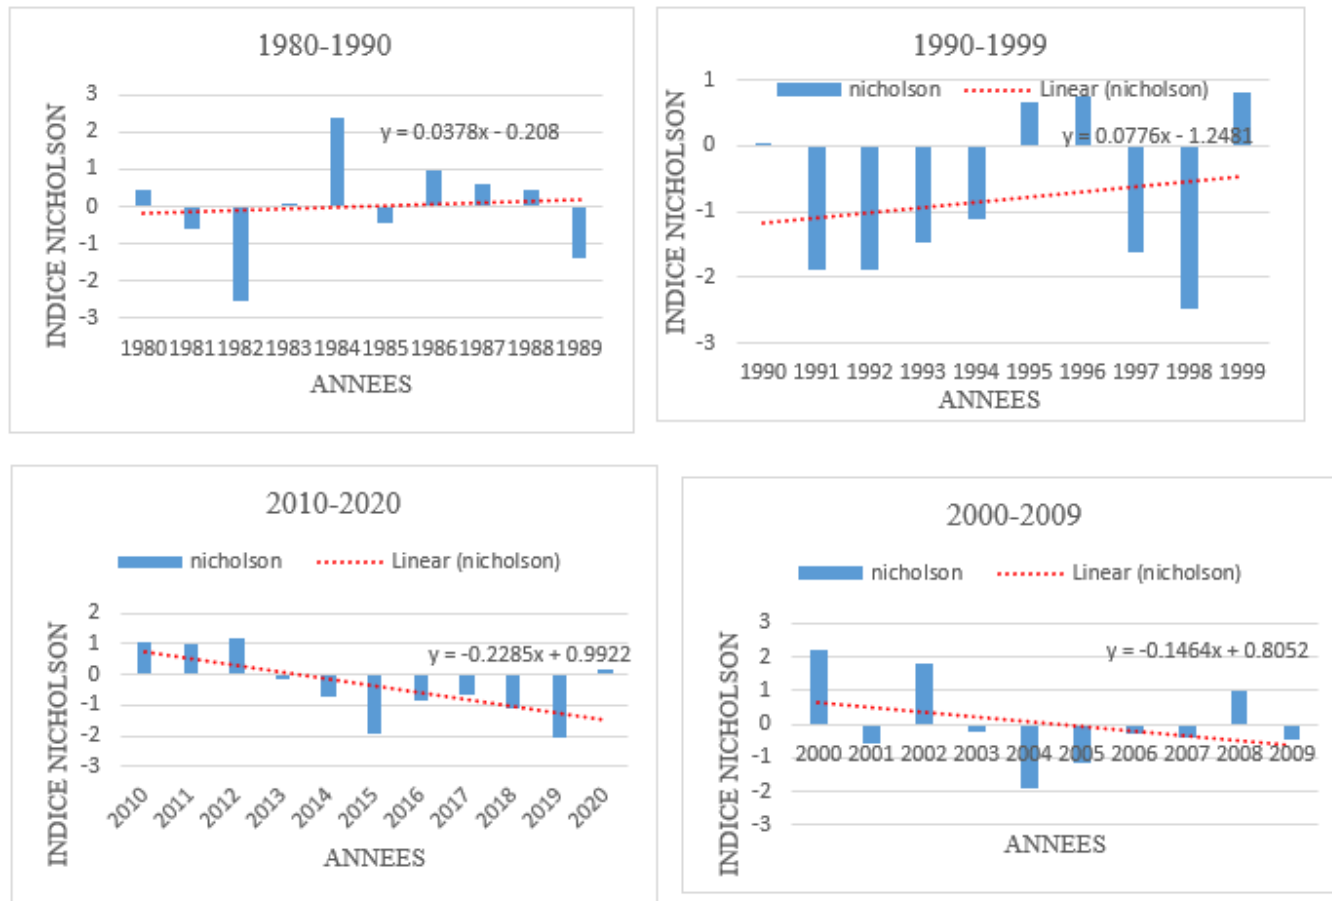 1980-1990
INDICE NICHOLSON
3
2
1
0
-1
-2
-3
y = 0.0378x - 0.208
1980 1981 1982 1983 1984 1985 1986 1987 1988 1989
ANNEES
1990-1999
INDICE NICHOLSON
nicholson Linear (nicholson)
1
0
-1
-2
-3
y = 0.0776x - 1.2481
1990 1991 1992 1993 1994 1995 1996 1997 1998 1999
ANNEES
2010-2020
nicholson Linear (nicholson)
INDICE NICHOLSON
2
1
0
-1
-2
-3
y = -0.2285x + 0.9922
2010 2011 2012 2013 2014 2015 2016 2017 2018 2019 2020
ANNEES
2000-2009
nicholson Linear (nicholson)
INDICE NICHOLSON
3
2
1
0
-1
-2
-3
y = -0.1464x + 0.8052
2000 2001 2002 2003 2004 2005 2006 2007 2008 2009
ANNEES